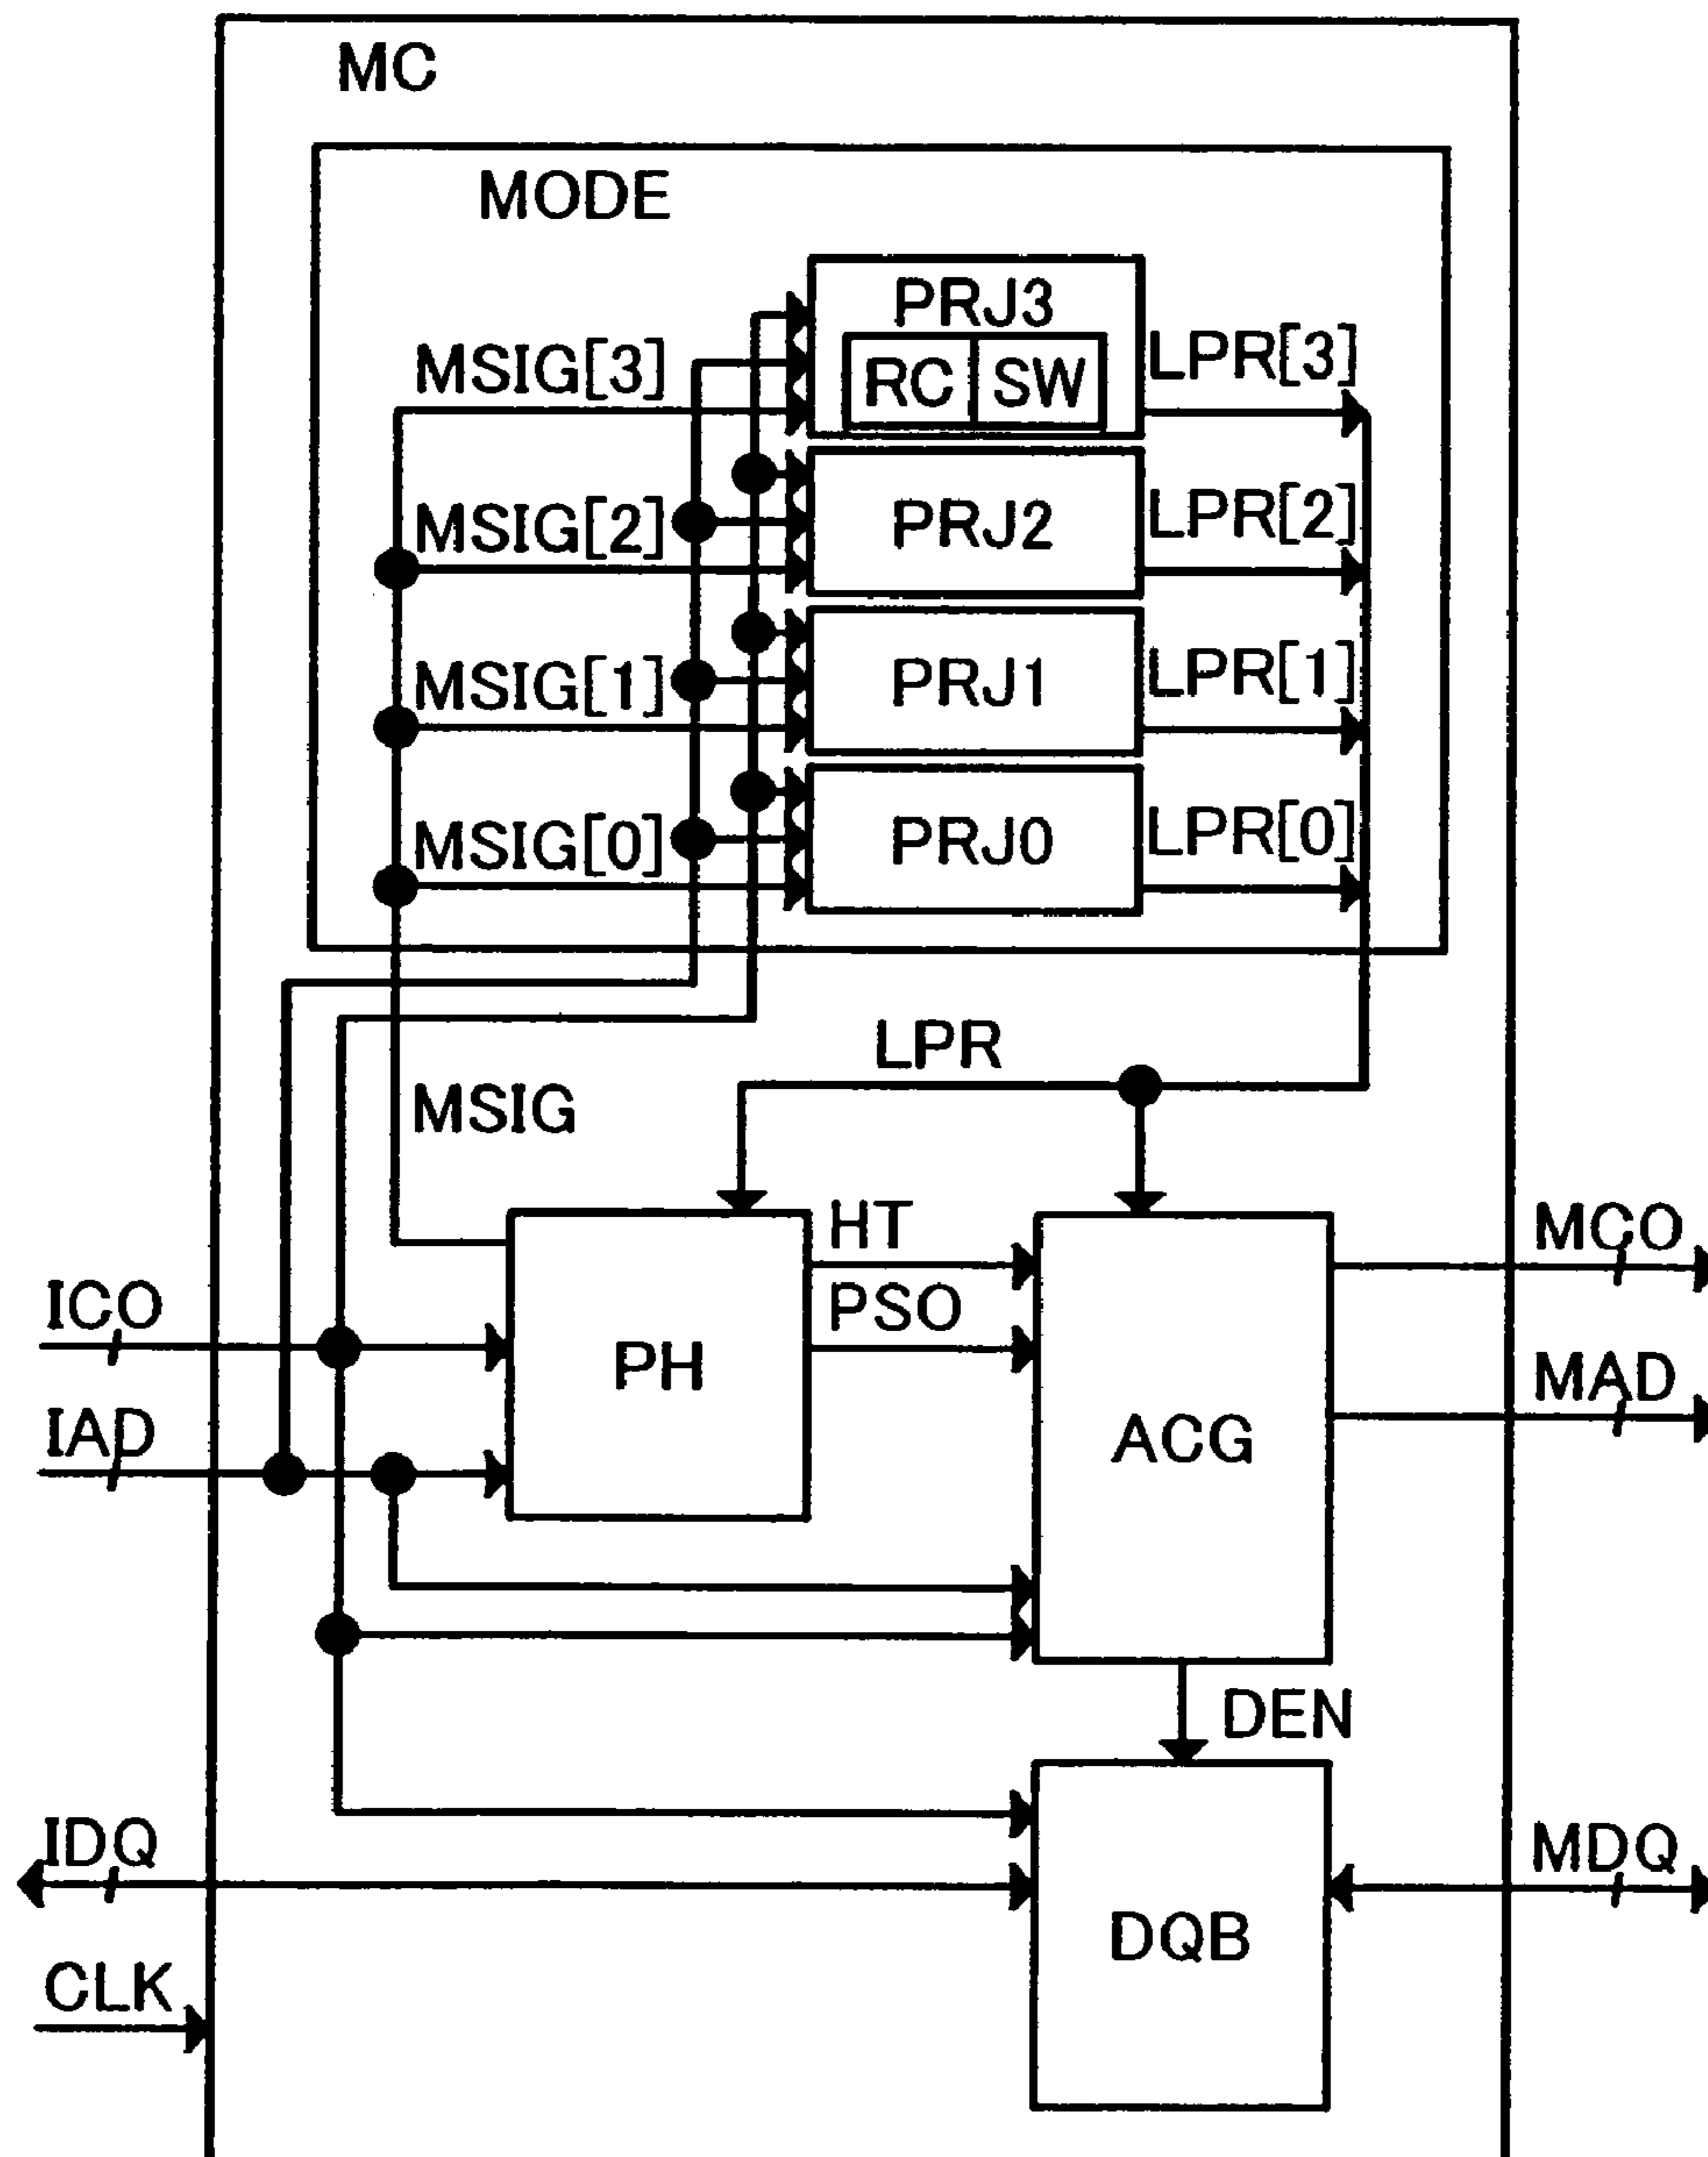 MC
MODE
PRJ3
MSIG[3]
RC SW
LPR[3]
MSIG[2]
PRJ2
LPR[2]
MSIG[1]
PRJ1
LPR[1]
MSIG[0]
PRJ0
LPR[0]
LPR
MSIG
HT
MCO
ICO
PSO
PH
MAD
IAD
ACG
DEN
IDQ
MDQ
DQB
CLK